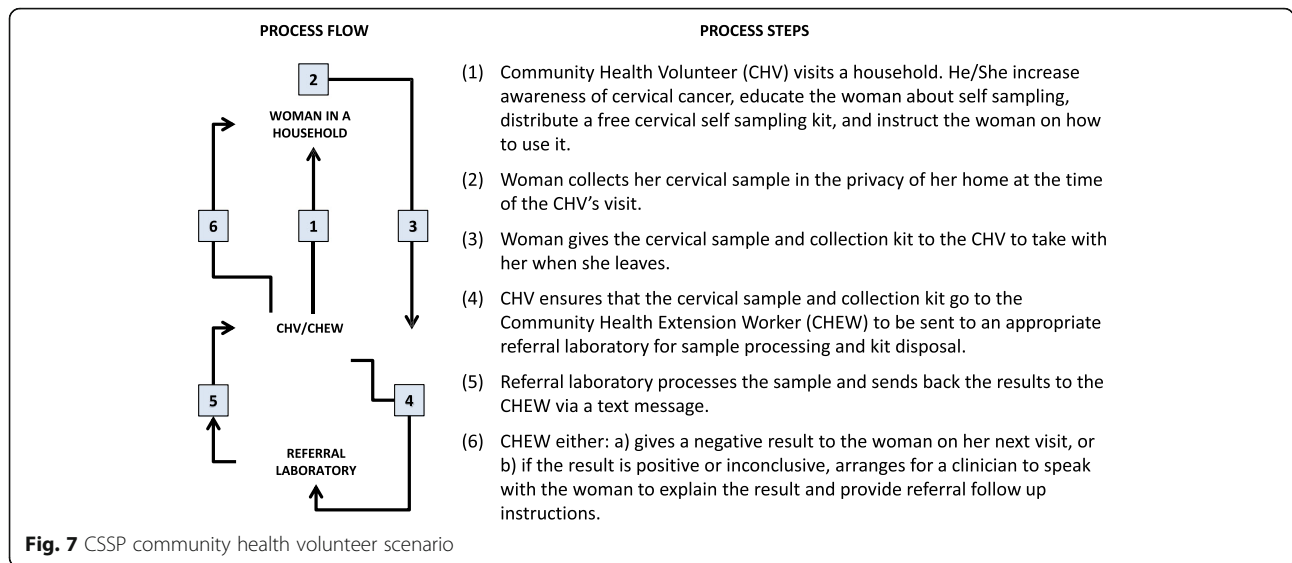 PROCESS FLOW
PROCESS STEPS
2
WOMAN IN A
HOUSEHOLD
6
1
3
CHV/CHEW
5
4
REFERRAL
LABORATORY
(1) Community Health Volunteer (CHV) visits a household. He/She increase
awareness of cervical cancer, educate the woman about self sampling,
distribute a free cervical self sampling kit, and instruct the woman on how
to use it.
(2) Woman collects her cervical sample in the privacy of her home at the time
of the CHV's visit.
(3) Woman gives the cervical sample and collection kit to the CHV to take with
her when she leaves.
(4) CHV ensures that the cervical sample and collection kit go to the
Community Health Extension Worker (CHEW) to be sent to an appropriate
referral laboratory for sample processing and kit disposal.
(5) Referral laboratory processes the sample and sends back the results to the
CHEW via a text message.
(6) CHEW either: a) gives a negative result to the woman on her next visit, or
b) if the result is positive or inconclusive, arranges for a clinician to speak
with the woman to explain the result and provide referral follow up
instructions.
Fig. 7 CSSP community health volunteer scenario